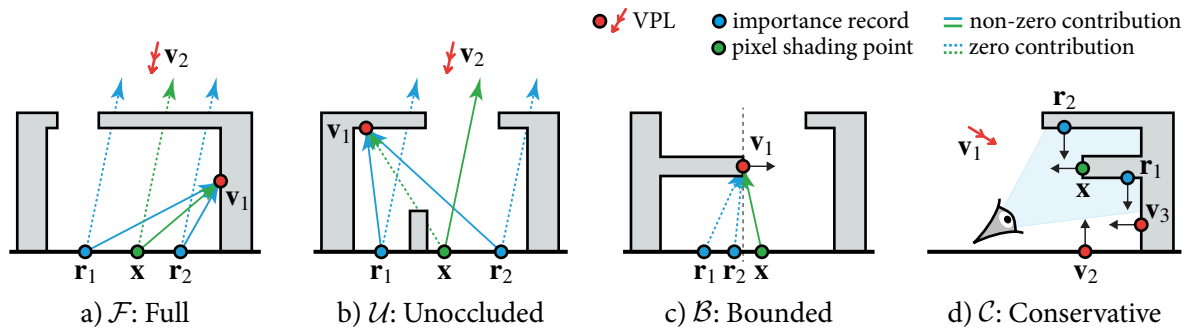 VPL importance record non-zero contribution
pixel shading point zero contribution
v₂ v₂
v₁ v₁ v₁ v₁ r₂
x r₁
v₃
r₁ x r₂ r₁ x r₂ r₁ r₂ x v₂
a) 𝓕: Full b) 𝓤: Unoccluded c) 𝓑: Bounded d) 𝓒: Conservative